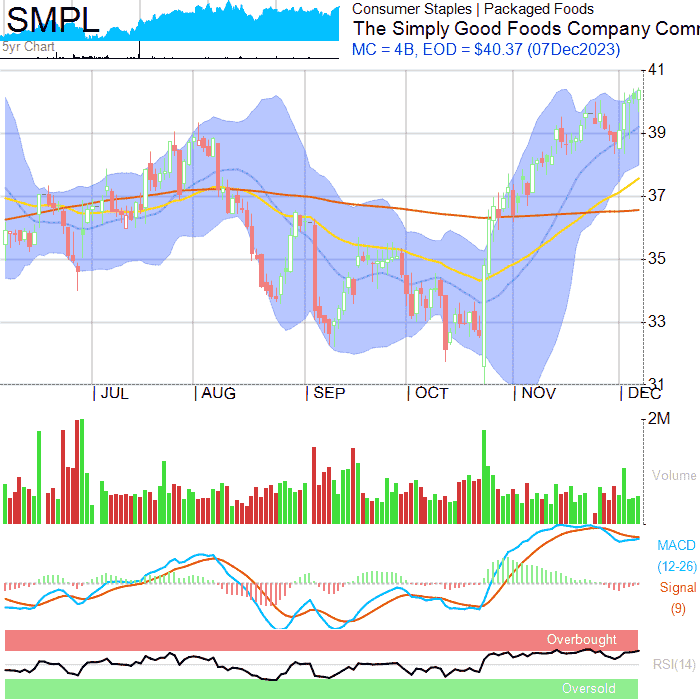 SMPL
5yr Chart
Consumer Staples | Packaged Foods
The Simply Good Foods Company Comm
MC = 4B, EOD = $40.37 (07Dec2023)
41
39
37
35
33
31
JUL
AUG
SEP
OCT
NOV
DEC
2M
Volume
MACD
(12-26)
Signal
(9)
Overbought
RSI(14)
Oversold